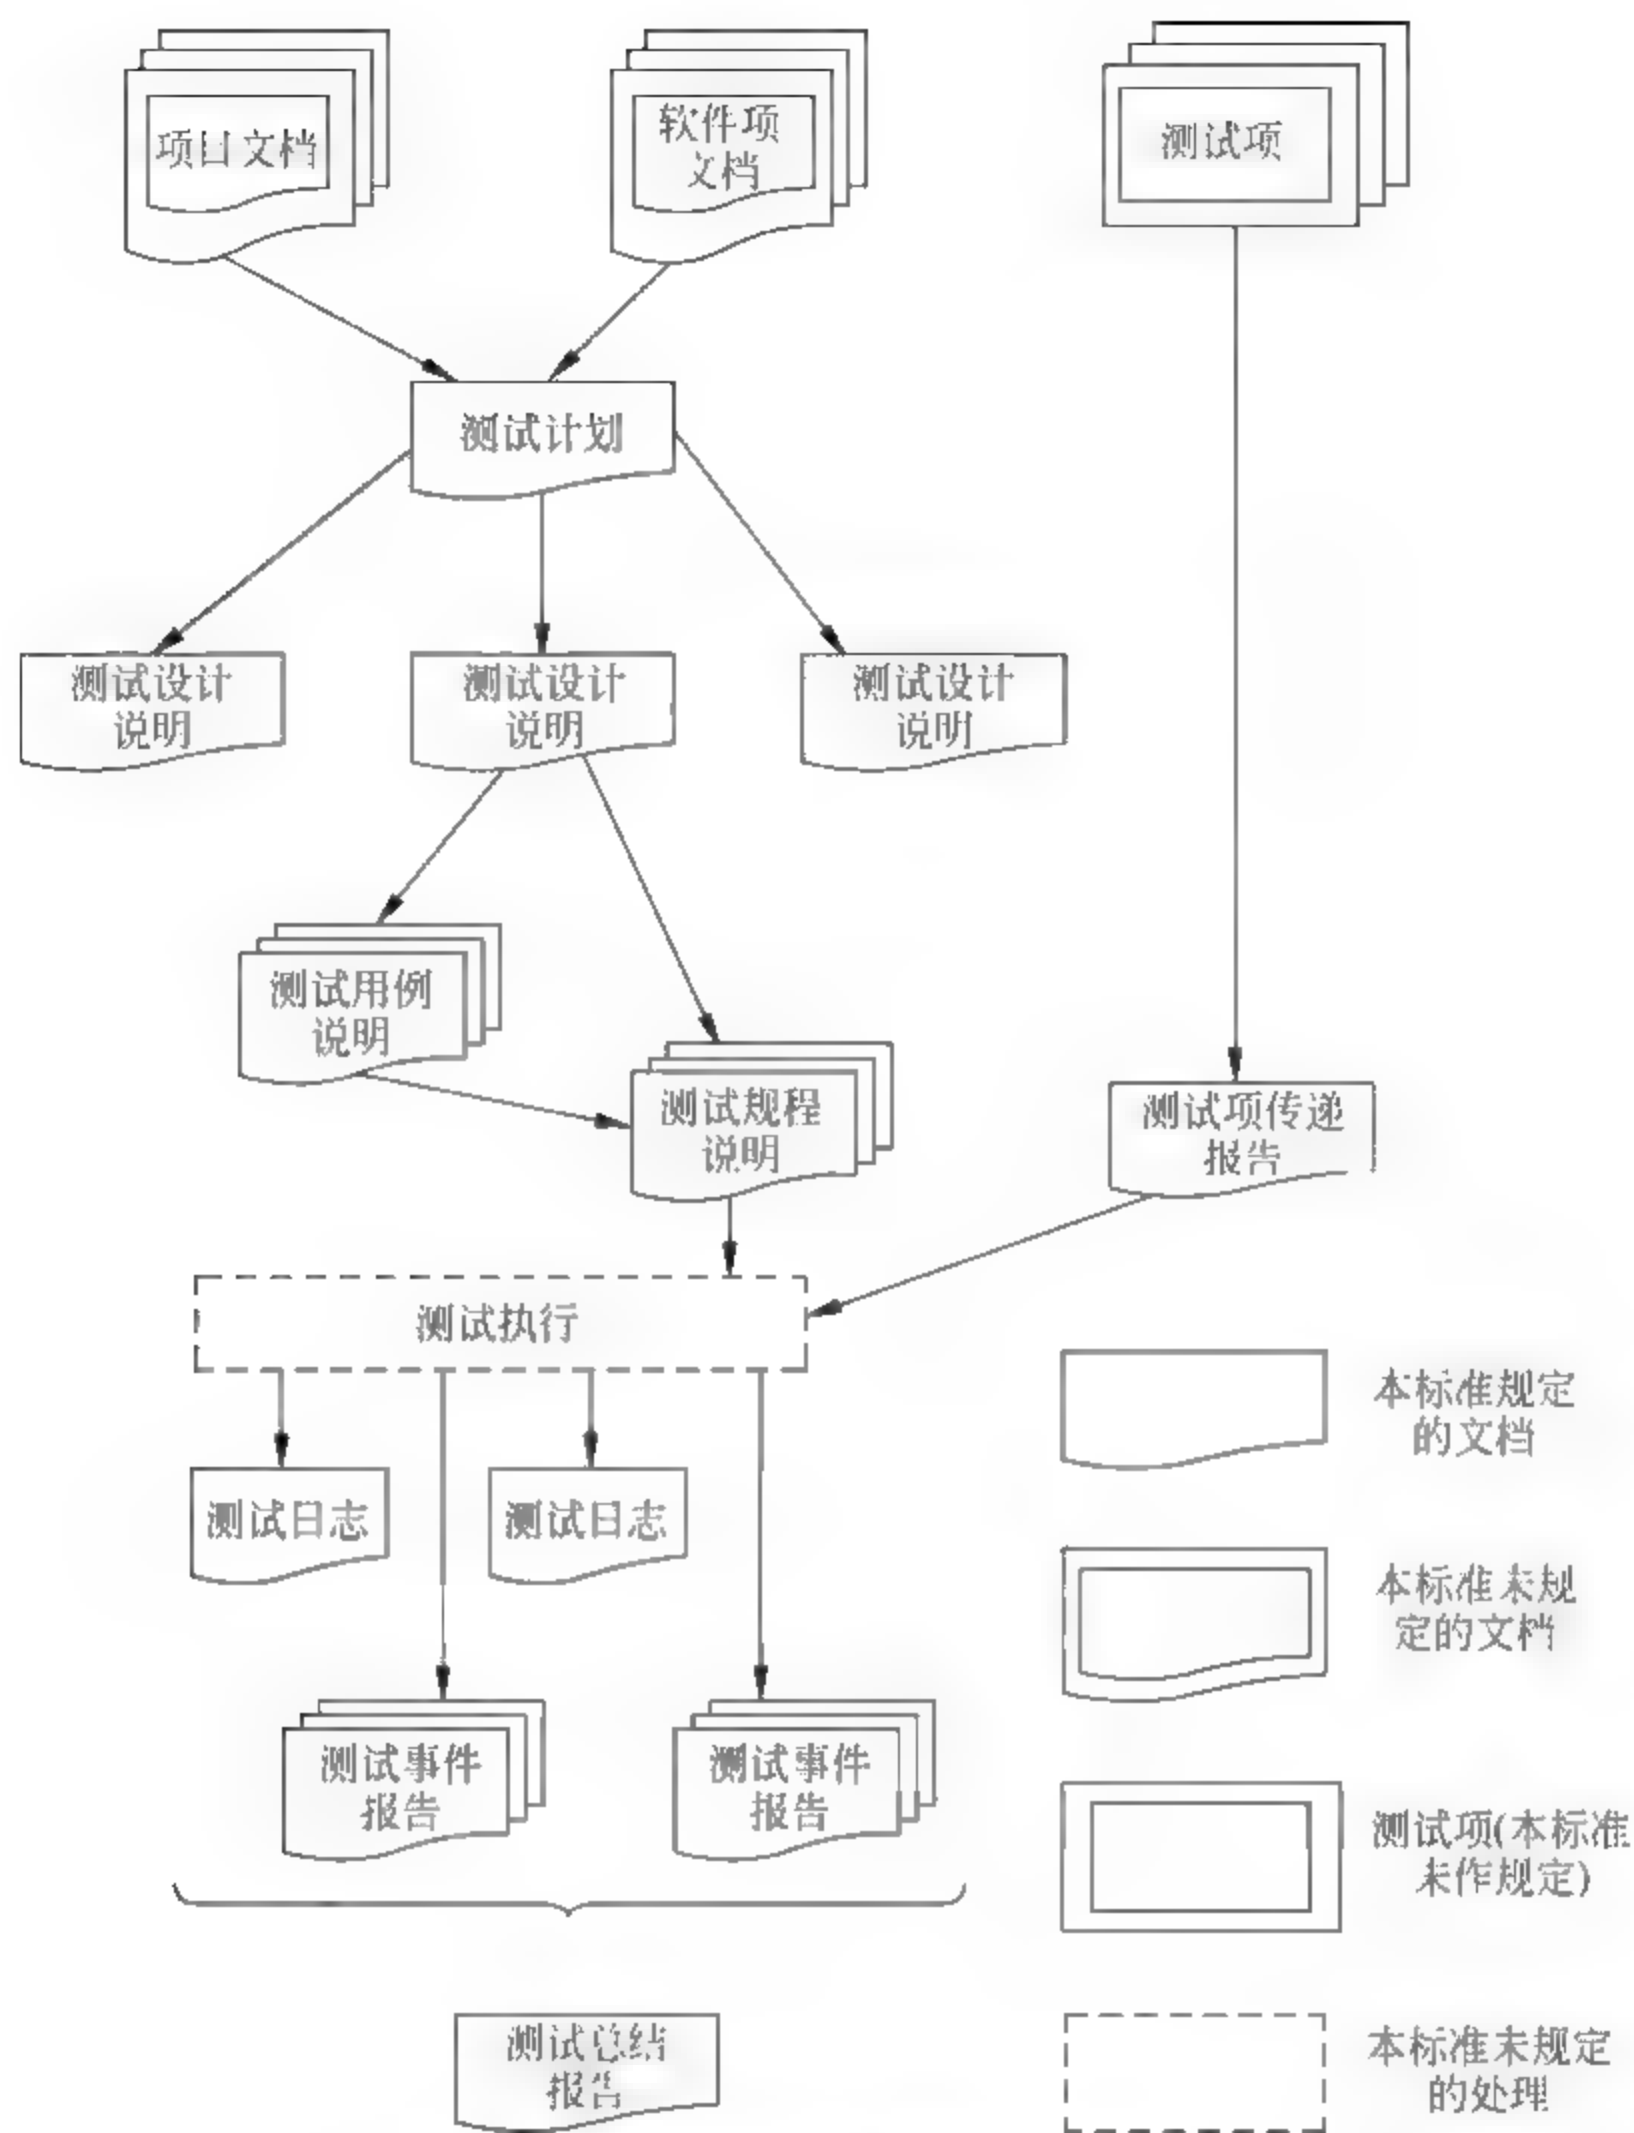 项目文档
软件项
文档
测试项
测试计划
测试设计
说明
测试设计
说明
测试设计
说明
测试用例
说明
测试规程
说明
测试项传递
报告
测试执行
测试日志
测试日志
测试事件
报告
测试事件
报告
测试总结
报告
本标准规定
的文档
本标准未规
定的文档
测试项(本标准
未作规定)
本标准未规定
的处理